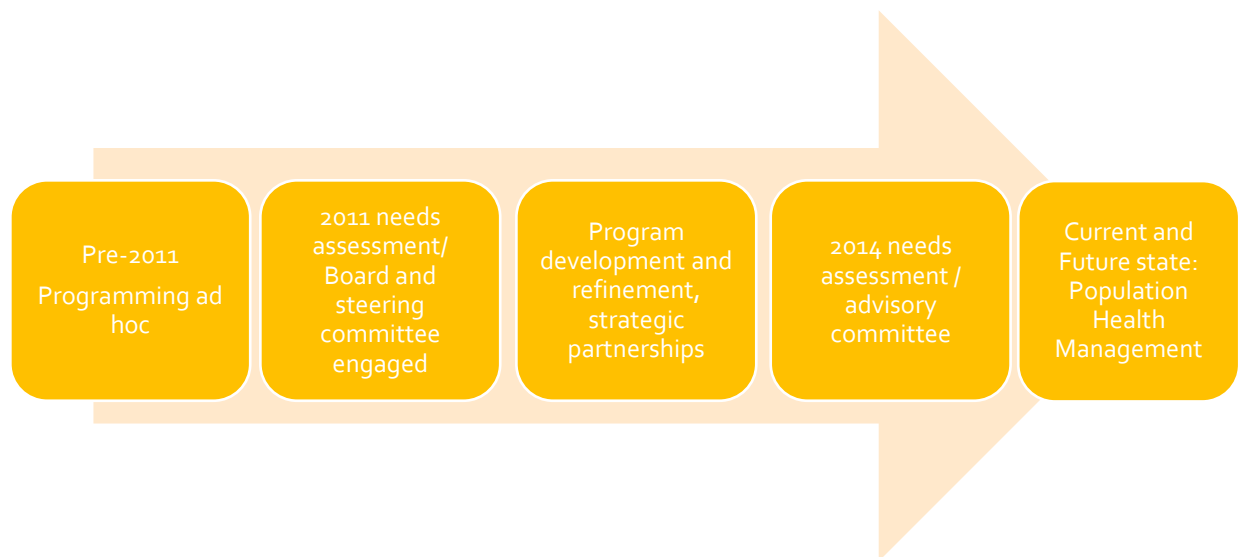 Pre-2011
Programming ad
hoc
2011 needs
assessment/
Board and
steering
committee
engaged
Program
development and
refinement,
strategic
partnerships
2014 needs
assessment /
advisory
committee
Current and
Future state:
Population
Health
Management